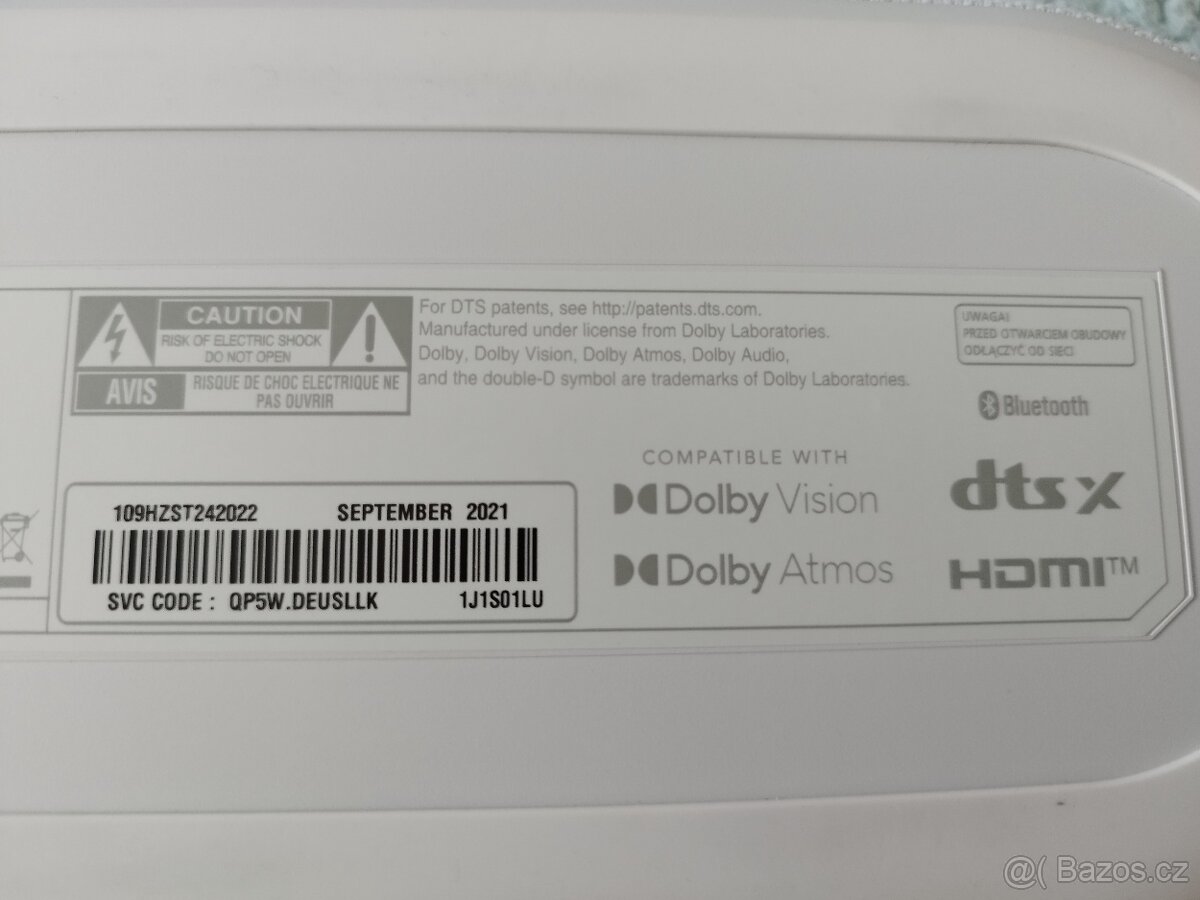 CAUTION
RISK OF ELECTRIC SHOCK
DO NOT OPEN
AVIS
RISQUE DE CHOC ELECTRIQUE NE
PAS OUVRIR
For DTS patents, see http://patents.dts.com.
Manufactured under license from Dolby Laboratories.
Dolby, Dolby Vision, Dolby Atmos, Dolby Audio,
and the double-D symbol are trademarks of Dolby Laboratories.
UWAGA!
PRZED OTWARCIEM OBUDOWY
ODŁĄCZYĆ OD SIECI
Bluetooth
COMPATIBLE WITH
Dolby Vision
Dolby Atmos
dts x
HDMI™
109HZST242022 SEPTEMBER 2021
SVC CODE : QP5W.DEUSLLK 1J1S01LU
@( Bazos.cz